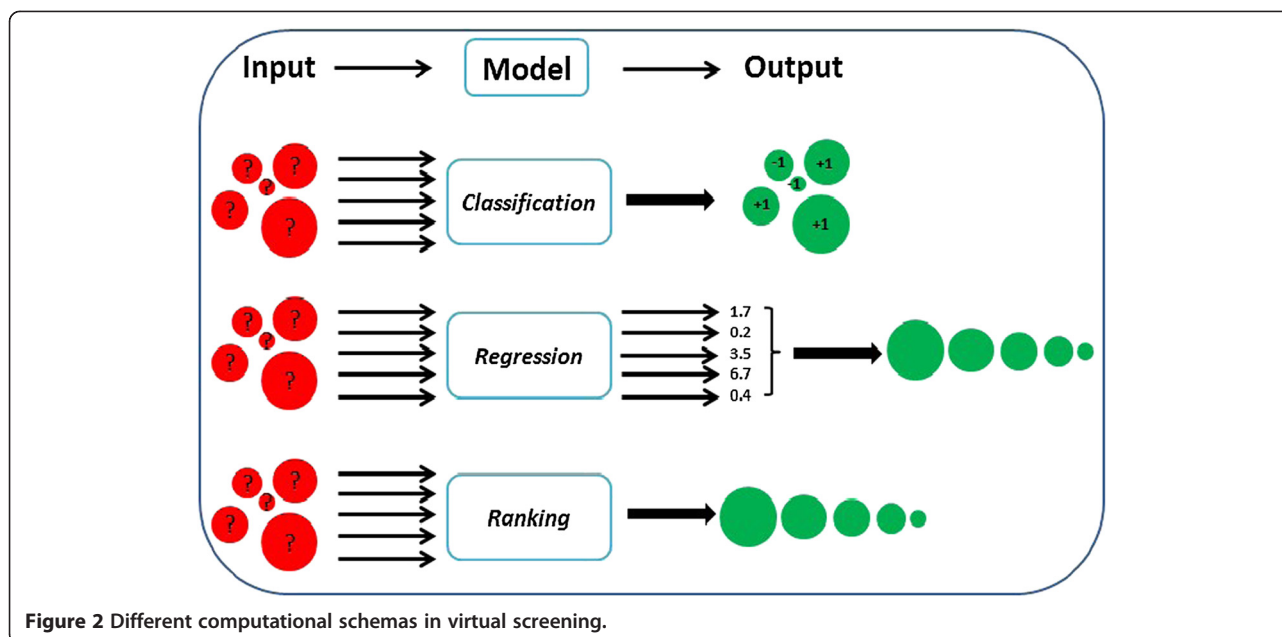 Input Model Output
? ? ? ? ?
Classification
-1 +1 -1 +1 +1
? ? ? ? ?
Regression
1.7
0.2
3.5
6.7
0.4
? ? ? ? ?
Ranking
Figure 2 Different computational schemas in virtual screening.